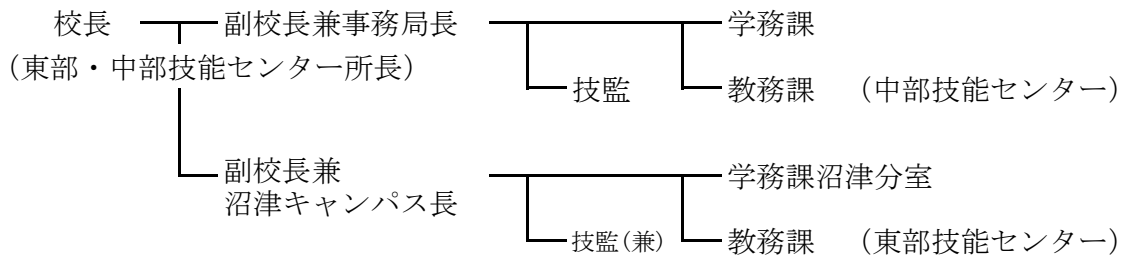 校長 副校長兼事務局長 学務課
（東部・中部技能センター所長）
技監 教務課 （中部技能センター）
副校長兼 学務課沼津分室
沼津キャンパス長
技監（兼） 教務課 （東部技能センター）